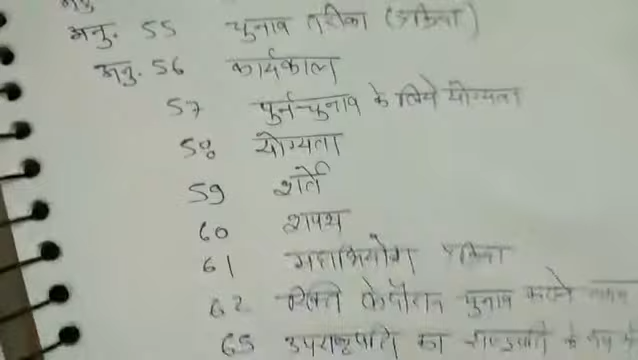 अनु.
अनु. 55 चुनाव तरीका (प्रक्रिया)
अनु. 56 कार्यकाल
57 पुर्नचुनाव के लिये योग्यता
58 योग्यता
59 शर्ते
60 शपथ
61 महाभियोग प्रक्रिया
62 रिक्ति के दौरान चुनाव कराने
65 उपराष्ट्रपति का राष्ट्रपति के रूप में